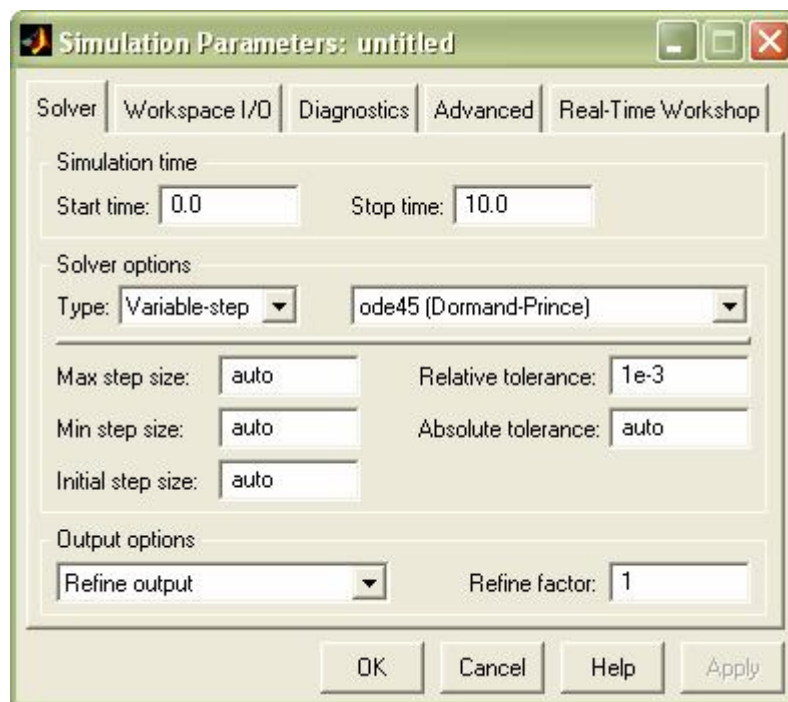 Simulation Parameters: untitled
Solver Workspace I/O Diagnostics Advanced Real-Time Workshop
Simulation time
Start time: 0.0 Stop time: 10.0
Solver options
Type: Variable-step ode45 (Dormand-Prince)
Max step size: auto Relative tolerance: 1e-3
Min step size: auto Absolute tolerance: auto
Initial step size: auto
Output options
Refine output Refine factor: 1
OK Cancel Help Apply